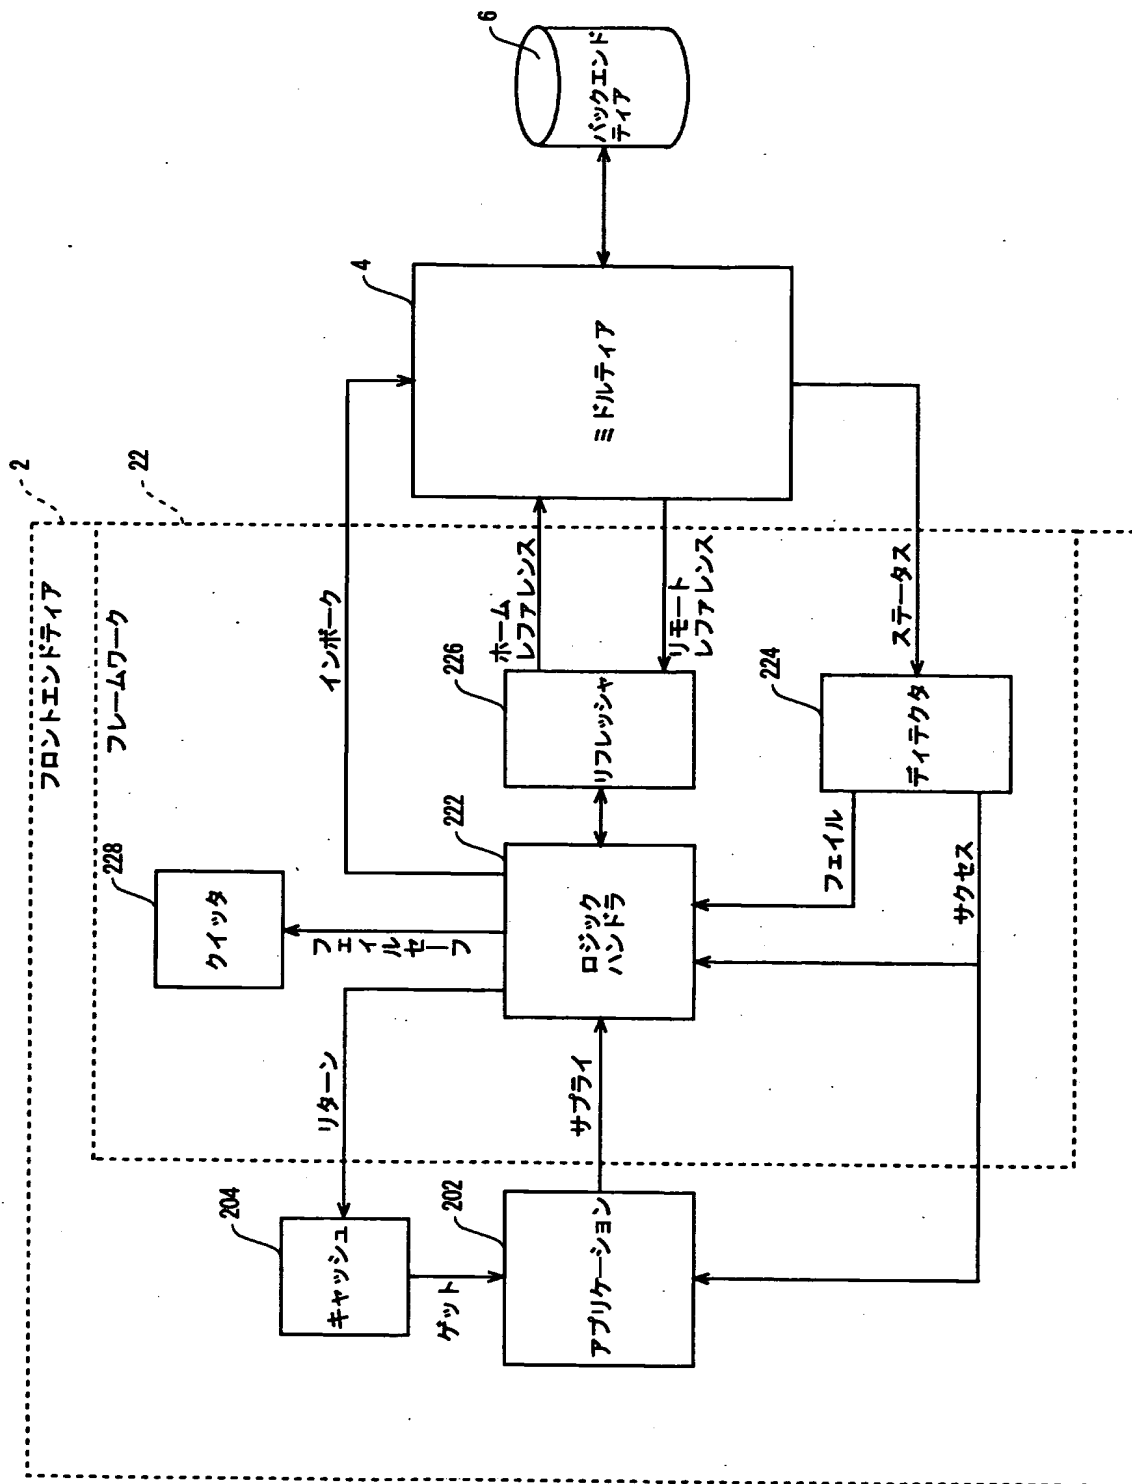 フロントエンドティア
2
フレームワーク
22
クイッタ
228
キャッシュ
204
リターン
フェイルセーフ
インボーク
4
6
ゲット
アプリケーション
202
サプライ
ロジック
ハンドラ
222
リフレッシャ
226
ホーム
レファレンス
リモート
レファレンス
ミドルティア
バックエンド
ティア
フェイル
サクセス
ディテクタ
224
ステータス